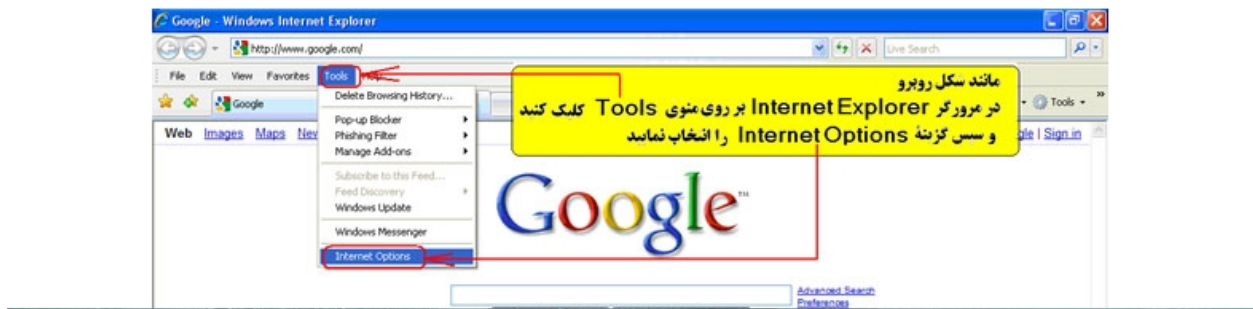 Google - Windows Internet Explorer
http://www.google.com/
Live Search
File Edit View Favorites Tools Help
Google
Tools
Delete Browsing History...
Pop-up Blocker
Phishing Filter
Manage Add-ons
Subscribe to this Feed...
Feed Discovery
Windows Update
Windows Messenger
Internet Options
مانند شکل روبرو
در مرورگر Internet Explorer بر روی منوی Tools کلیک کنید
و سپس گزینهٔ Internet Options را انتخاب نمایید
Web Images Maps
Sign in
Google™
Advanced Search
Preferences